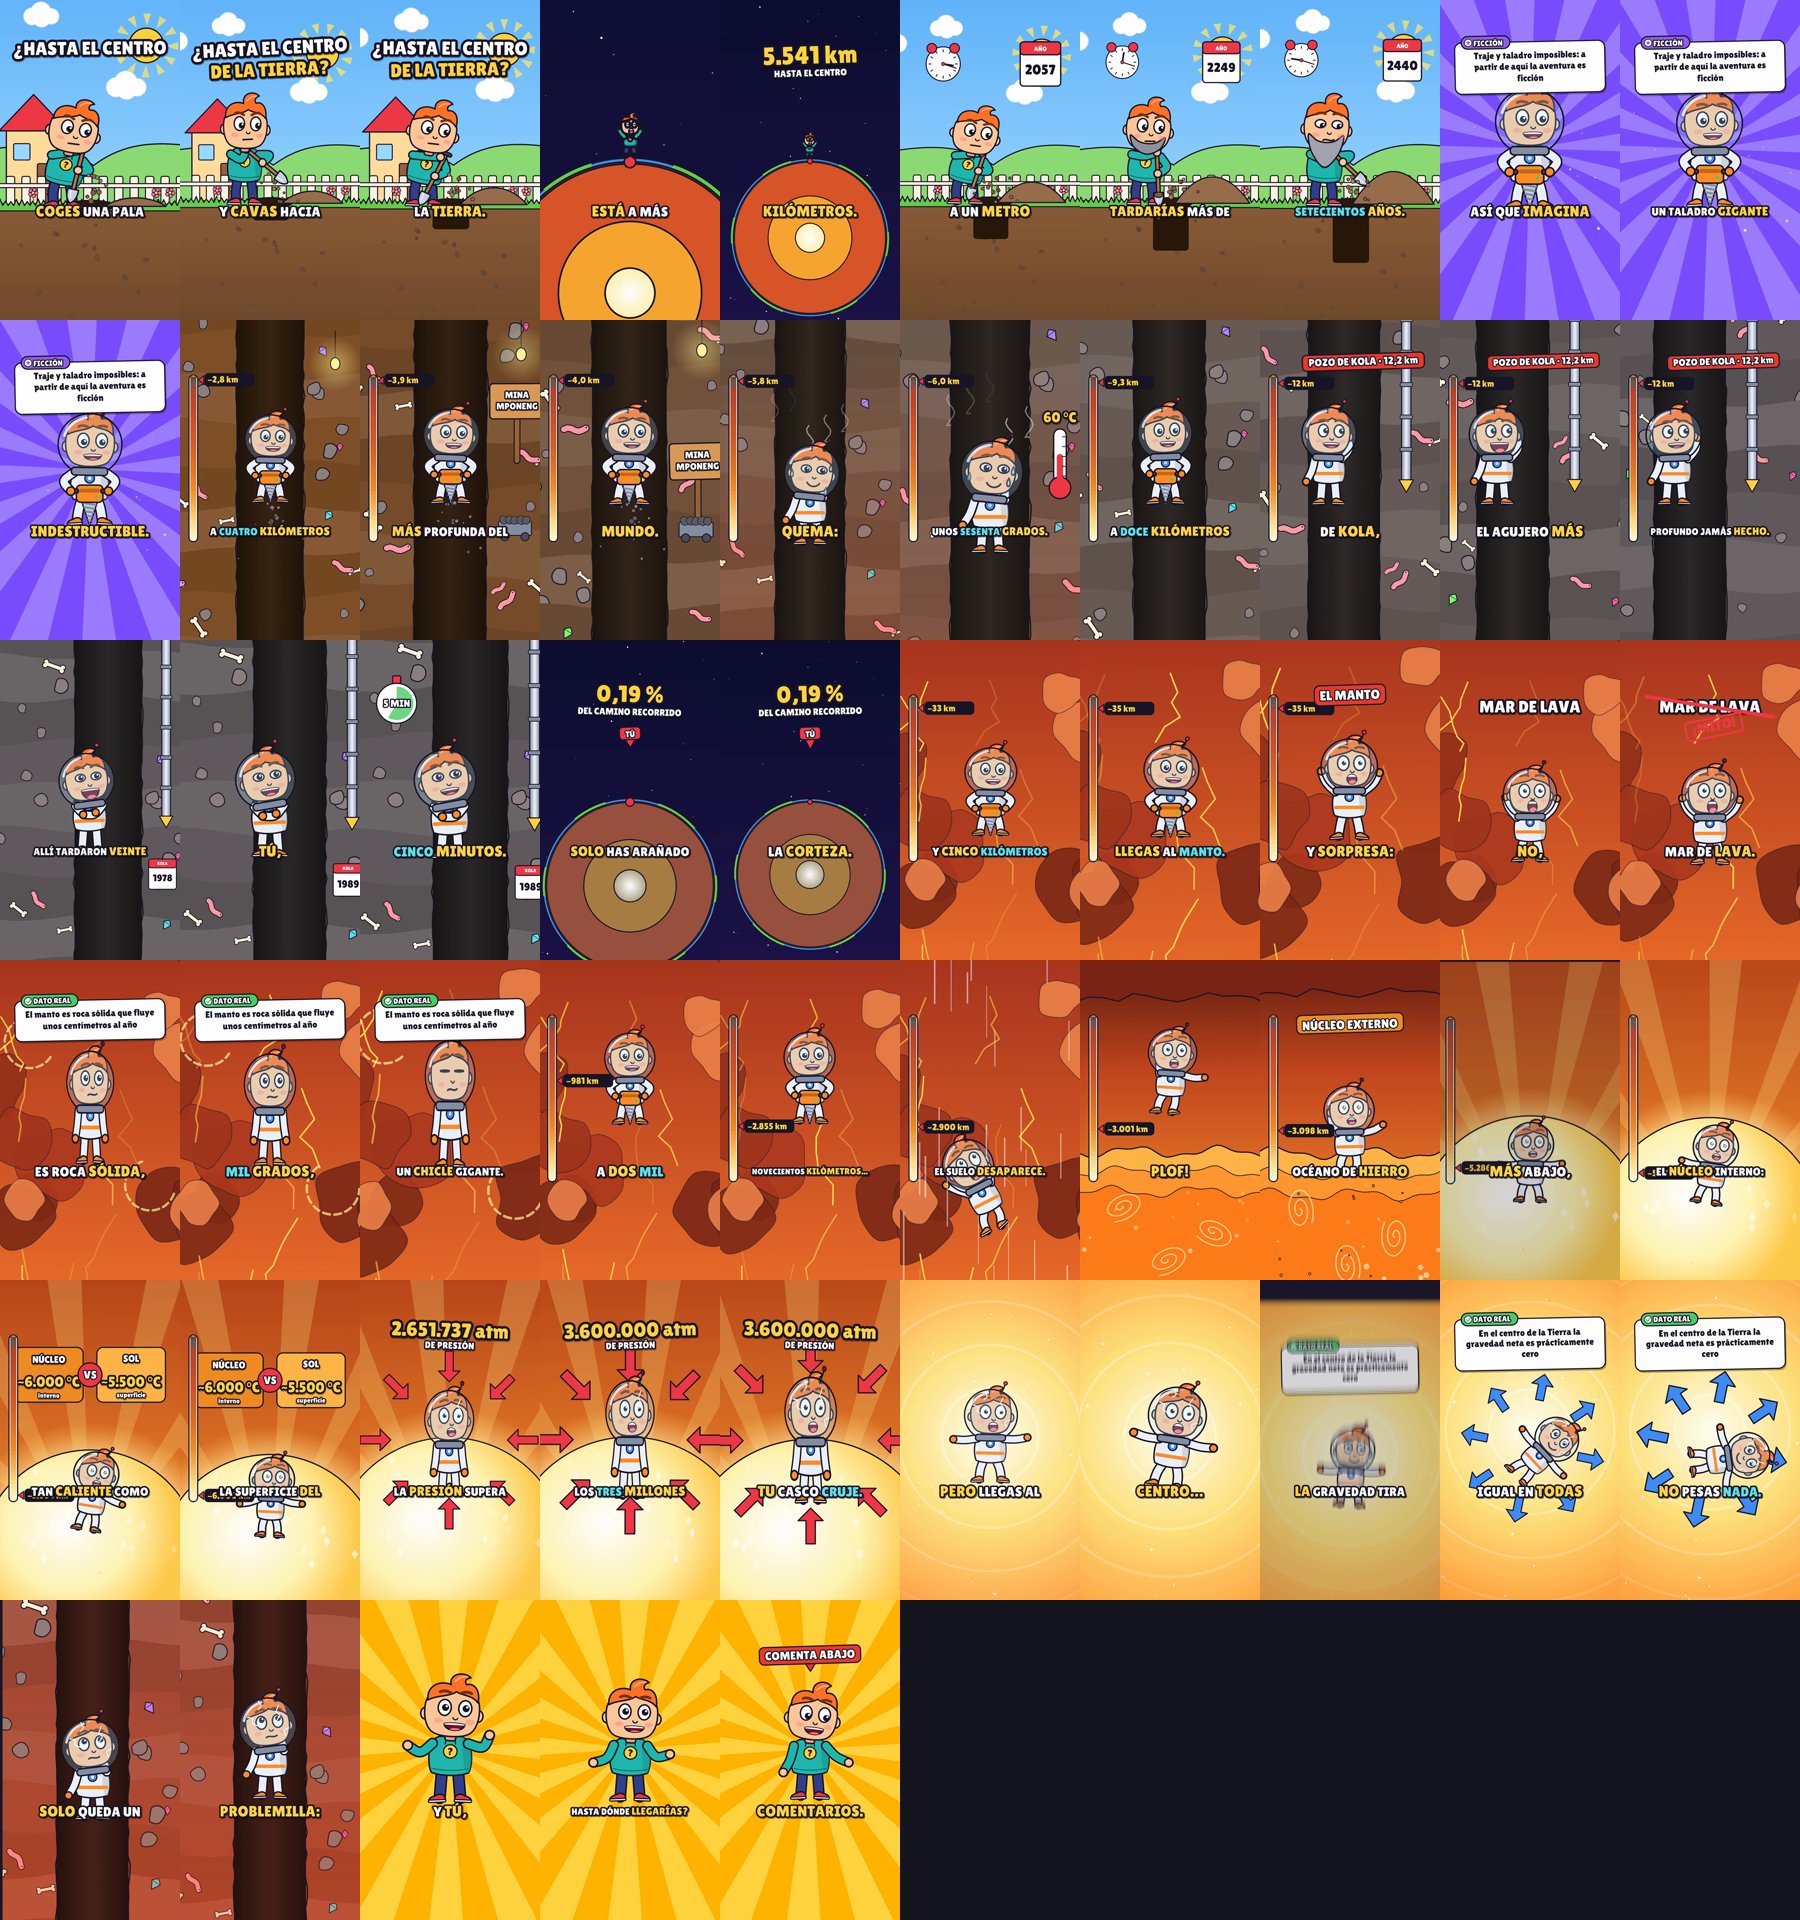 ¿HASTA EL CENTRO
COGES UNA PALA
¿HASTA EL CENTRO
DE LA TIERRA?
Y CAVAS HACIA
¿HASTA EL CENTRO
DE LA TIERRA?
LA TIERRA.
ESTÁ A MÁS
5.541 km
HASTA EL CENTRO
KILÓMETROS.
AÑO
2057
A UN METRO
AÑO
2249
TARDARÍAS MÁS DE
AÑO
2440
SETECIENTOS AÑOS.
FICCIÓN
Traje y taladro imposibles: a
partir de aquí la aventura es
ficción
ASÍ QUE IMAGINA
FICCIÓN
Traje y taladro imposibles: a
partir de aquí la aventura es
ficción
UN TALADRO GIGANTE
FICCIÓN
Traje y taladro imposibles: a
partir de aquí la aventura es
ficción
INDESTRUCTIBLE.
−2,8 km
A CUATRO KILÓMETROS
−3,9 km
MINA
MPONENG
MÁS PROFUNDA DEL
−4,0 km
MINA
MPONENG
MUNDO.
−5,8 km
QUEMA:
−6,0 km
60 °C
UNOS SESENTA GRADOS.
−9,3 km
A DOCE KILÓMETROS
POZO DE KOLA · 12,2 km
−12 km
DE KOLA,
POZO DE KOLA · 12,2 km
−12 km
EL AGUJERO MÁS
POZO DE KOLA · 12,2 km
−12 km
PROFUNDO JAMÁS HECHO.
ALLÍ TARDARON VEINTE
KOLA
1978
TÚ,
KOLA
1989
5 MIN
CINCO MINUTOS.
KOLA
1989
0,19 %
DEL CAMINO RECORRIDO
TÚ
SOLO HAS ARAÑADO
0,19 %
DEL CAMINO RECORRIDO
TÚ
LA CORTEZA.
−33 km
Y CINCO KILÓMETROS
−35 km
LLEGAS AL MANTO.
EL MANTO
−35 km
Y SORPRESA:
MAR DE LAVA
NO,
MAR DE LAVA
MAR DE LAVA.
DATO REAL
El manto es roca sólida que fluye
unos centímetros al año
ES ROCA SÓLIDA,
DATO REAL
El manto es roca sólida que fluye
unos centímetros al año
MIL GRADOS,
DATO REAL
El manto es roca sólida que fluye
unos centímetros al año
UN CHICLE GIGANTE.
−981 km
A DOS MIL
−2.855 km
NOVECIENTOS KILÓMETROS...
−2.900 km
EL SUELO DESAPARECE.
−3.001 km
PLOF!
NÚCLEO EXTERNO
−3.098 km
OCÉANO DE HIERRO
MÁS ABAJO,
EL NÚCLEO INTERNO:
NÚCLEO
~6.000 °C
interno
VS
SOL
~5.500 °C
superficie
TAN CALIENTE COMO
NÚCLEO
~6.000 °C
interno
VS
SOL
~5.500 °C
superficie
LA SUPERFICIE DEL
2.651.737 atm
DE PRESIÓN
LA PRESIÓN SUPERA
3.600.000 atm
DE PRESIÓN
LOS TRES MILLONES
3.600.000 atm
DE PRESIÓN
TU CASCO CRUJE.
PERO LLEGAS AL
CENTRO...
En el centro de la Tierra la
gravedad neta es prácticamente
cero
LA GRAVEDAD TIRA
DATO REAL
En el centro de la Tierra la
gravedad neta es prácticamente
cero
IGUAL EN TODAS
DATO REAL
En el centro de la Tierra la
gravedad neta es prácticamente
cero
NO PESAS NADA.
SOLO QUEDA UN
PROBLEMILLA:
Y TÚ,
HASTA DÓNDE LLEGARÍAS?
COMENTA ABAJO
COMENTARIOS.